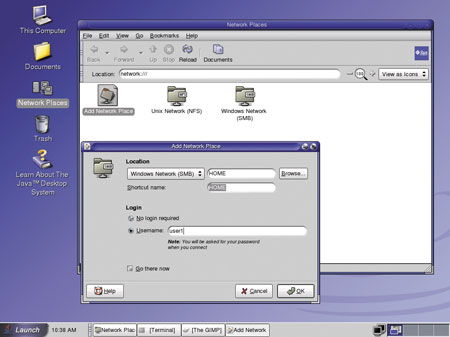 This Computer
Documents
Network Places
Trash
Learn About The
Java™ Desktop
System
Network Places
File Edit View Go Bookmarks Help
Back Forward Up Stop Reload Documents
Location: network:/// 100 View as Icons
Add Network Place
Unix Network (NFS)
Windows Network
(SMB)
Add Network Place
Location
Windows Network (SMB) HOME Browse...
Shortcut name: HOME
Login
No login required
Username: user1
Note: You will be asked for your password
when you connect
Go there now
Help Cancel OK
Launch 10:38 AM Network Plac [Terminal] [The GIMP] Add Network